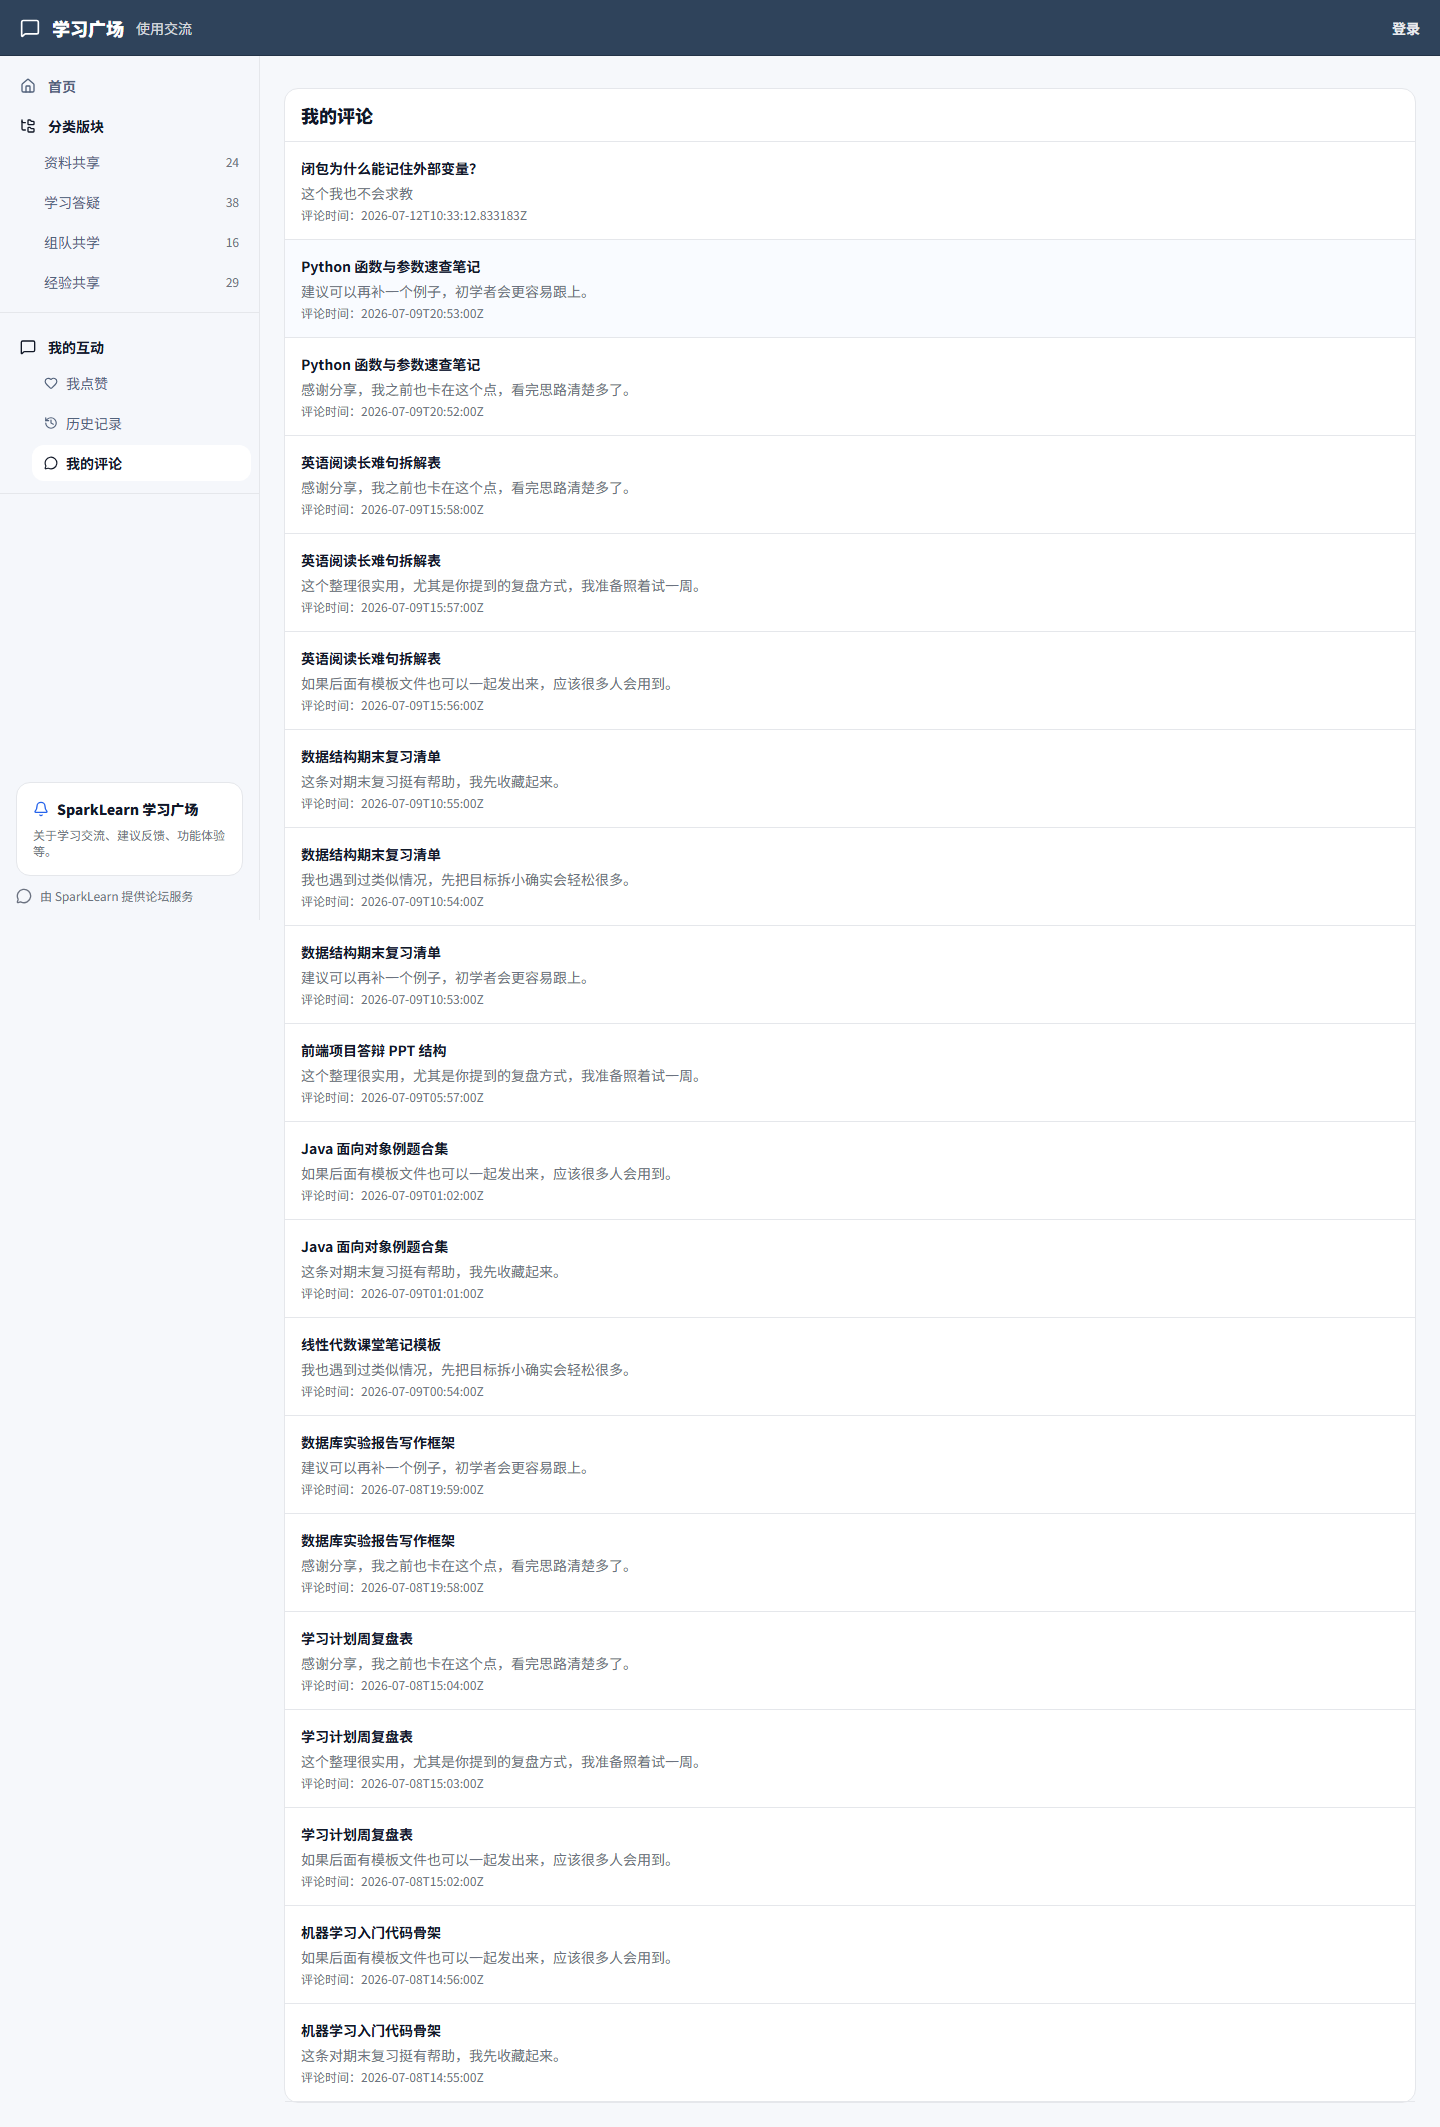 学习广场 使用交流
登录
首页
分类版块
资料共享 24
学习答疑 38
组队共学 16
经验共享 29
我的互动
我点赞
历史记录
我的评论
SparkLearn 学习广场
关于学习交流、建议反馈、功能体验
等。
由 SparkLearn 提供论坛服务
我的评论
闭包为什么能记住外部变量？
这个我也不会求教
评论时间：2026-07-12T10:33:12.833183Z
Python 函数与参数速查笔记
建议可以再补一个例子，初学者会更容易跟上。
评论时间：2026-07-09T20:53:00Z
Python 函数与参数速查笔记
感谢分享，我之前也卡在这个点，看完思路清楚多了。
评论时间：2026-07-09T20:52:00Z
英语阅读长难句拆解表
感谢分享，我之前也卡在这个点，看完思路清楚多了。
评论时间：2026-07-09T15:58:00Z
英语阅读长难句拆解表
这个整理很实用，尤其是你提到的复盘方式，我准备照着试一周。
评论时间：2026-07-09T15:57:00Z
英语阅读长难句拆解表
如果后面有模板文件也可以一起发出来，应该很多人会用到。
评论时间：2026-07-09T15:56:00Z
数据结构期末复习清单
这条对期末复习挺有帮助，我先收藏起来。
评论时间：2026-07-09T10:55:00Z
数据结构期末复习清单
我也遇到过类似情况，先把目标拆小确实会轻松很多。
评论时间：2026-07-09T10:54:00Z
数据结构期末复习清单
建议可以再补一个例子，初学者会更容易跟上。
评论时间：2026-07-09T10:53:00Z
前端项目答辩 PPT 结构
这个整理很实用，尤其是你提到的复盘方式，我准备照着试一周。
评论时间：2026-07-09T05:57:00Z
Java 面向对象例题合集
如果后面有模板文件也可以一起发出来，应该很多人会用到。
评论时间：2026-07-09T01:02:00Z
Java 面向对象例题合集
这条对期末复习挺有帮助，我先收藏起来。
评论时间：2026-07-09T01:01:00Z
线性代数课堂笔记模板
我也遇到过类似情况，先把目标拆小确实会轻松很多。
评论时间：2026-07-09T00:54:00Z
数据库实验报告写作框架
建议可以再补一个例子，初学者会更容易跟上。
评论时间：2026-07-08T19:59:00Z
数据库实验报告写作框架
感谢分享，我之前也卡在这个点，看完思路清楚多了。
评论时间：2026-07-08T19:58:00Z
学习计划周复盘表
感谢分享，我之前也卡在这个点，看完思路清楚多了。
评论时间：2026-07-08T15:04:00Z
学习计划周复盘表
这个整理很实用，尤其是你提到的复盘方式，我准备照着试一周。
评论时间：2026-07-08T15:03:00Z
学习计划周复盘表
如果后面有模板文件也可以一起发出来，应该很多人会用到。
评论时间：2026-07-08T15:02:00Z
机器学习入门代码骨架
如果后面有模板文件也可以一起发出来，应该很多人会用到。
评论时间：2026-07-08T14:56:00Z
机器学习入门代码骨架
这条对期末复习挺有帮助，我先收藏起来。
评论时间：2026-07-08T14:55:00Z